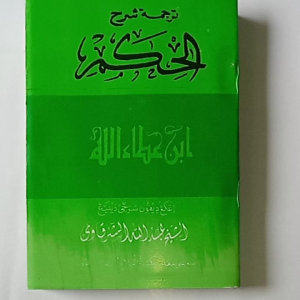 ترجمة شرح
الحكم
ابن عطاء الله
الشيخ عبد الله الشرقاوي